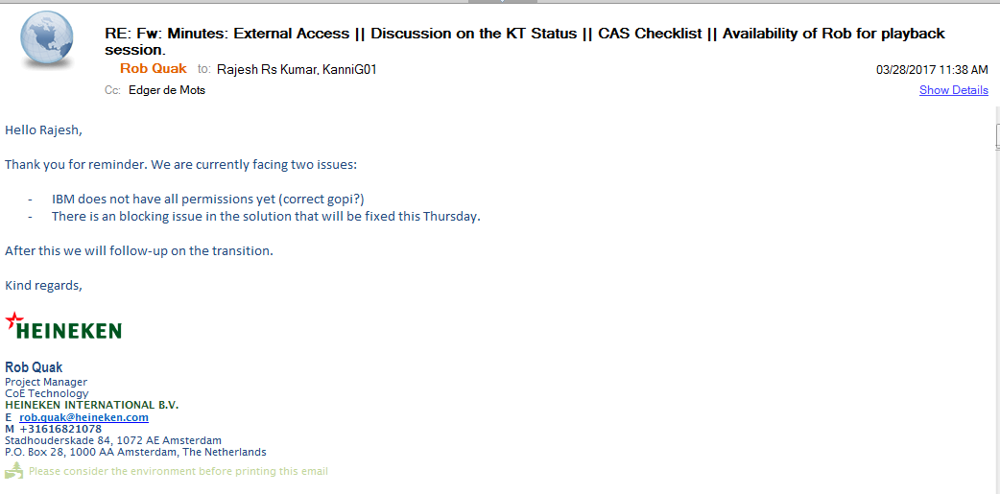 RE: Fw: Minutes: External Access || Discussion on the KT Status || CAS Checklist || Availability of Rob for playback
session.
Rob Quak to: Rajesh Rs Kumar, KanniG01 03/28/2017 11:38 AM
Cc: Edger de Mots Show Details
Hello Rajesh,
Thank you for reminder. We are currently facing two issues:
- IBM does not have all permissions yet (correct gopi?)
- There is an blocking issue in the solution that will be fixed this Thursday.
After this we will follow-up on the transition.
Kind regards,
HEINEKEN
Rob Quak
Project Manager
CoE Technology
HEINEKEN INTERNATIONAL B.V.
E rob.quak@heineken.com
M +31616821078
Stadhouderskade 84, 1072 AE Amsterdam
P.O. Box 28, 1000 AA Amsterdam, The Netherlands
Please consider the environment before printing this email